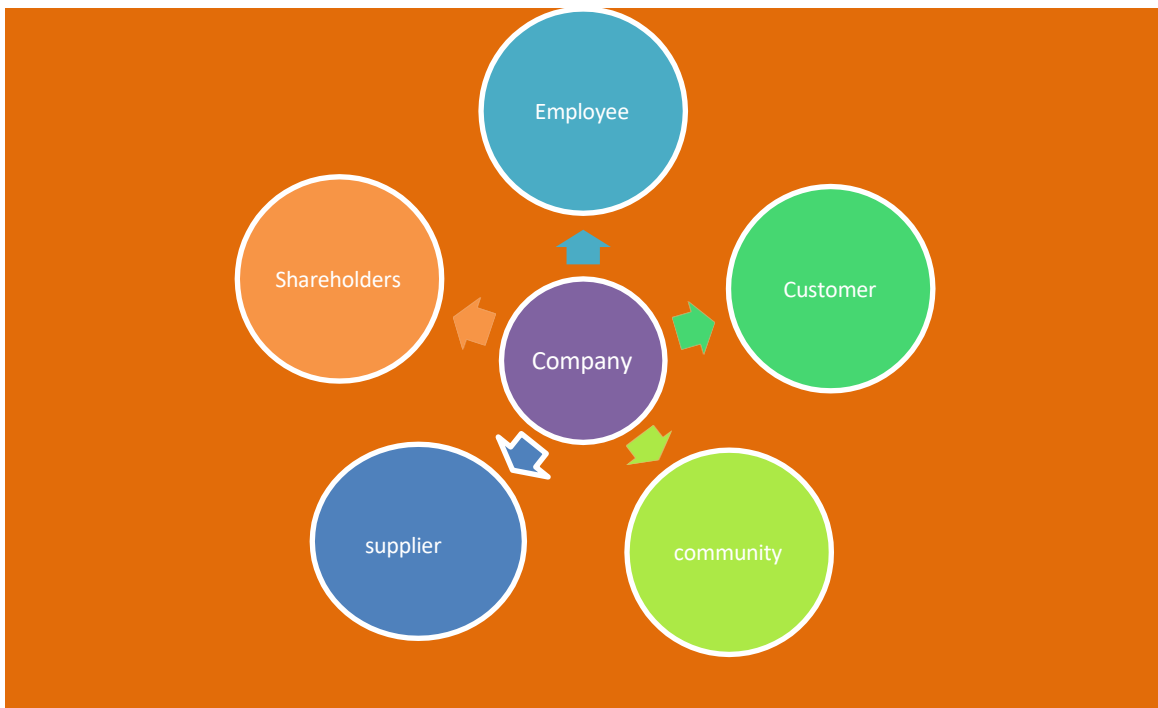 Employee
Shareholders
Customer
Company
supplier
community